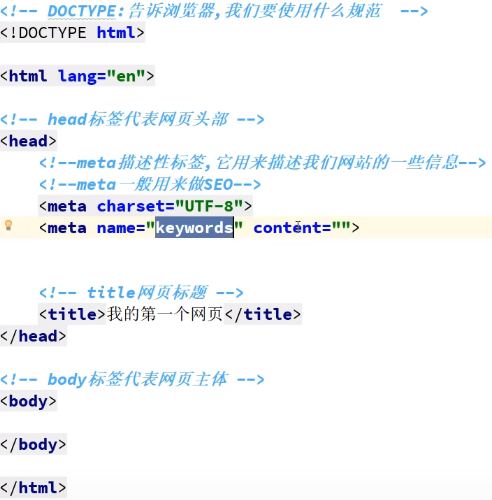 <!-- DOCTYPE:告诉浏览器,我们要使用什么规范  -->
<!DOCTYPE html>
<html lang="en">
<!-- head标签代表网页头部 -->
<head>
<!--meta描述性标签,它用来描述我们网站的一些信息-->
<!--meta一般用来做SEO-->
<meta charset="UTF-8">
<meta name="keywords" content="">
<!-- title网页标题 -->
<title>我的第一个网页</title>
</head>
<!-- body标签代表网页主体 -->
<body>
</body>
</html>